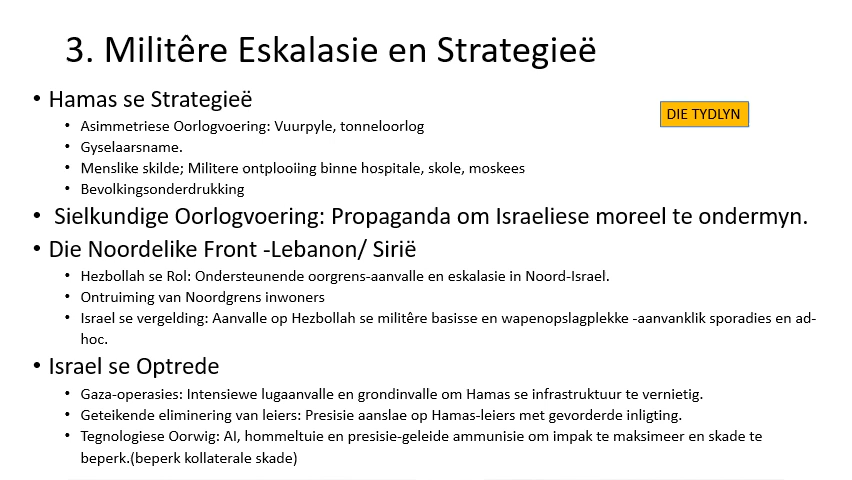 3. Militêre Eskalasie en Strategieë
• Hamas se Strategieë
DIE TYDLYN
• Asimmetriese Oorlogvoering: Vuurpyle, tonneloorlog
• Gyselaarsname.
• Menslike skilde; Militere ontplooiing binne hospitale, skole, moskees
• Bevolkingsonderdrukking
• Sielkundige Oorlogvoering: Propaganda om Israeliese moreel te ondermyn.
• Die Noordelike Front -Lebanon/ Sirië
• Hezbollah se Rol: Ondersteunende oorgrens-aanvalle en eskalasie in Noord-Israel.
• Ontruiming van Noordgrens inwoners
• Israel se vergelding: Aanvalle op Hezbollah se militêre basisse en wapenopslagplekke -aanvanklik sporadies en ad-
hoc.
• Israel se Optrede
• Gaza-operasies: Intensiewe lugaanvalle en grondinvalle om Hamas se infrastruktuur te vernietig.
• Geteikende eliminering van leiers: Presisie aanslae op Hamas-leiers met gevorderde inligting.
• Tegnologiese Oorwig: AI, hommeltuie en presisie-geleide ammunisie om impak te maksimeer en skade te
beperk.(beperk kollaterale skade)